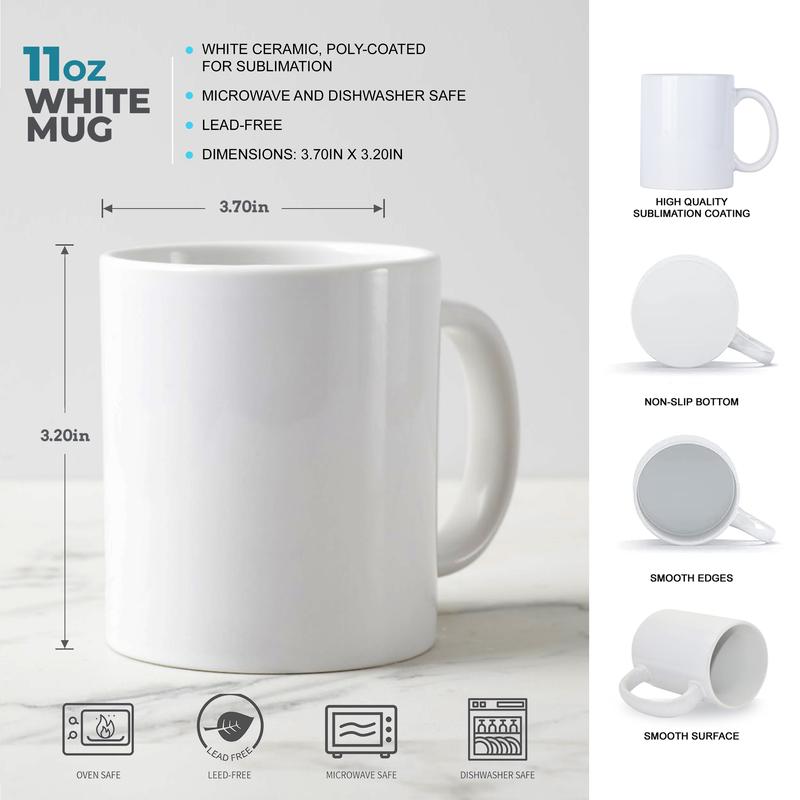 11oz
WHITE
MUG
WHITE CERAMIC, POLY-COATED
FOR SUBLIMATION
MICROWAVE AND DISHWASHER SAFE
LEAD-FREE
DIMENSIONS: 3.70IN X 3.20IN
3.70in
3.20in
HIGH QUALITY
SUBLIMATION COATING
NON-SLIP BOTTOM
SMOOTH EDGES
SMOOTH SURFACE
LEAD FREE
OVEN SAFE
LEED-FREE
MICROWAVE SAFE
DISHWASHER SAFE